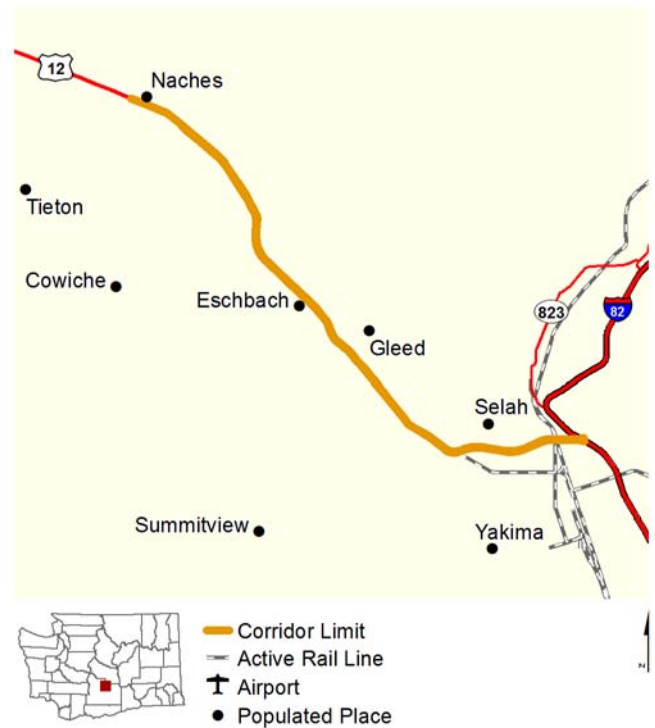 12
Naches
Tieton
Cowiche
Eschbach
823
82
Gleed
Selah
Summitview
Yakima
Corridor Limit
Active Rail Line
Airport
Populated Place
N